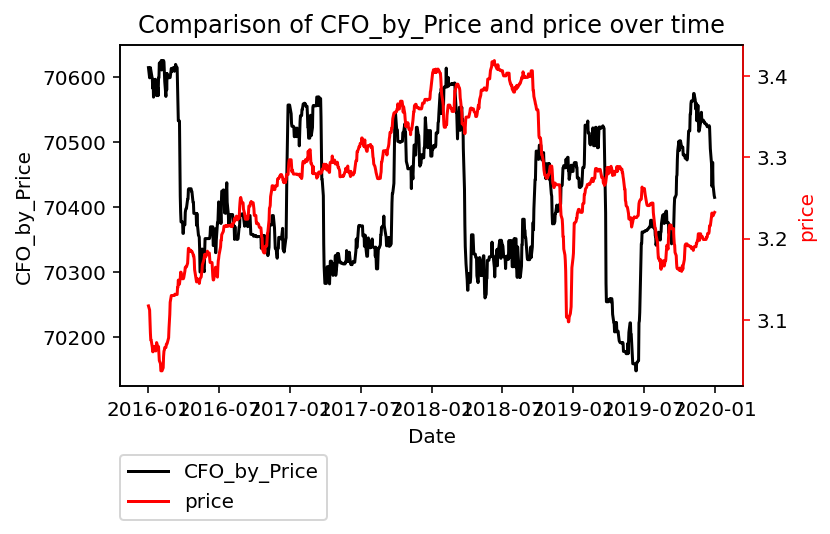 Comparison of CFO_by_Price and price over time
70600
70500
70400
70300
70200
CFO_by_Price
3.4
3.3
3.2
3.1
price
2016-01 2016-07 2017-01 2017-07 2018-01 2018-07 2019-01 2019-07 2020-01
Date
CFO_by_Price
price